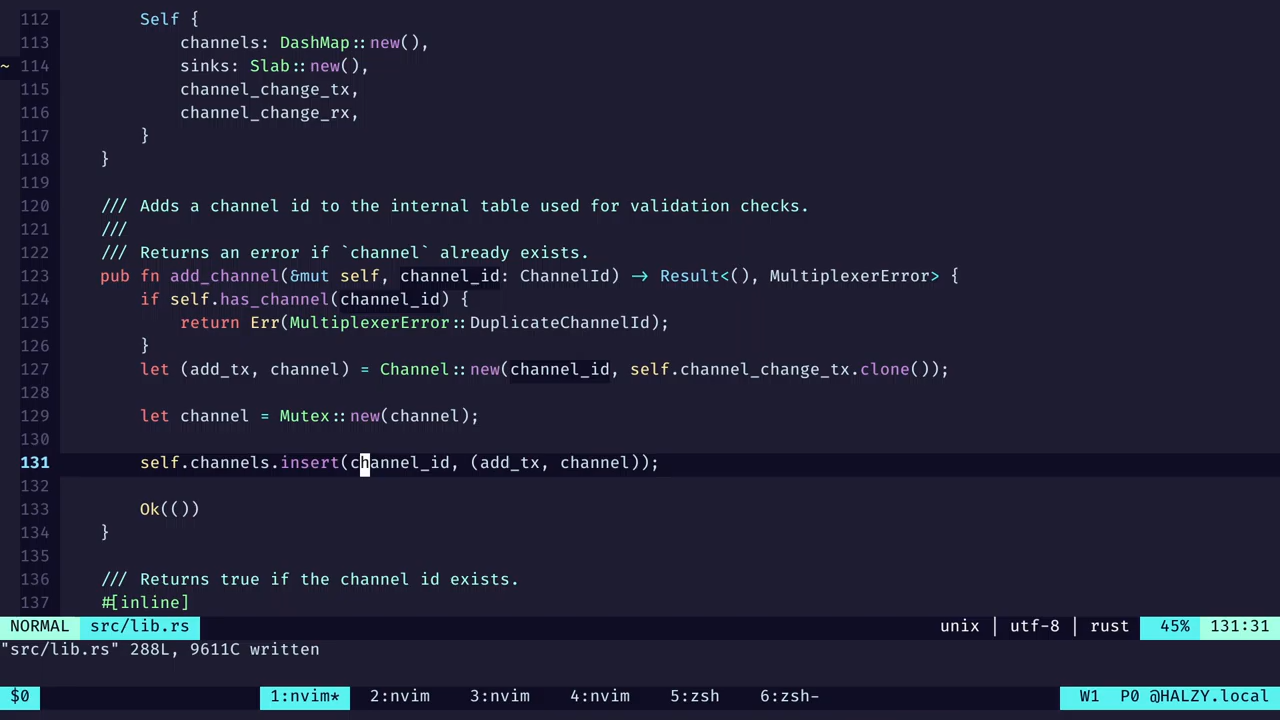 112         Self {
113             channels: DashMap::new(),
~ 114             sinks: Slab::new(),
115             channel_change_tx,
116             channel_change_rx,
117         }
118     }
119
120     /// Adds a channel id to the internal table used for validation checks.
121     ///
122     /// Returns an error if `channel` already exists.
123     pub fn add_channel(&mut self, channel_id: ChannelId) -> Result<(), MultiplexerError> {
124         if self.has_channel(channel_id) {
125             return Err(MultiplexerError::DuplicateChannelId);
126         }
127         let (add_tx, channel) = Channel::new(channel_id, self.channel_change_tx.clone());
128
129         let channel = Mutex::new(channel);
130
131         self.channels.insert(channel_id, (add_tx, channel));
132
133         Ok(())
134     }
135
136     /// Returns true if the channel id exists.
137     #[inline]
NORMAL src/lib.rs unix | utf-8 | rust 45% 131:31
"src/lib.rs" 288L, 9611C written
$0 1:nvim* 2:nvim 3:nvim 4:nvim 5:zsh 6:zsh- W1 P0 @HALZY.local